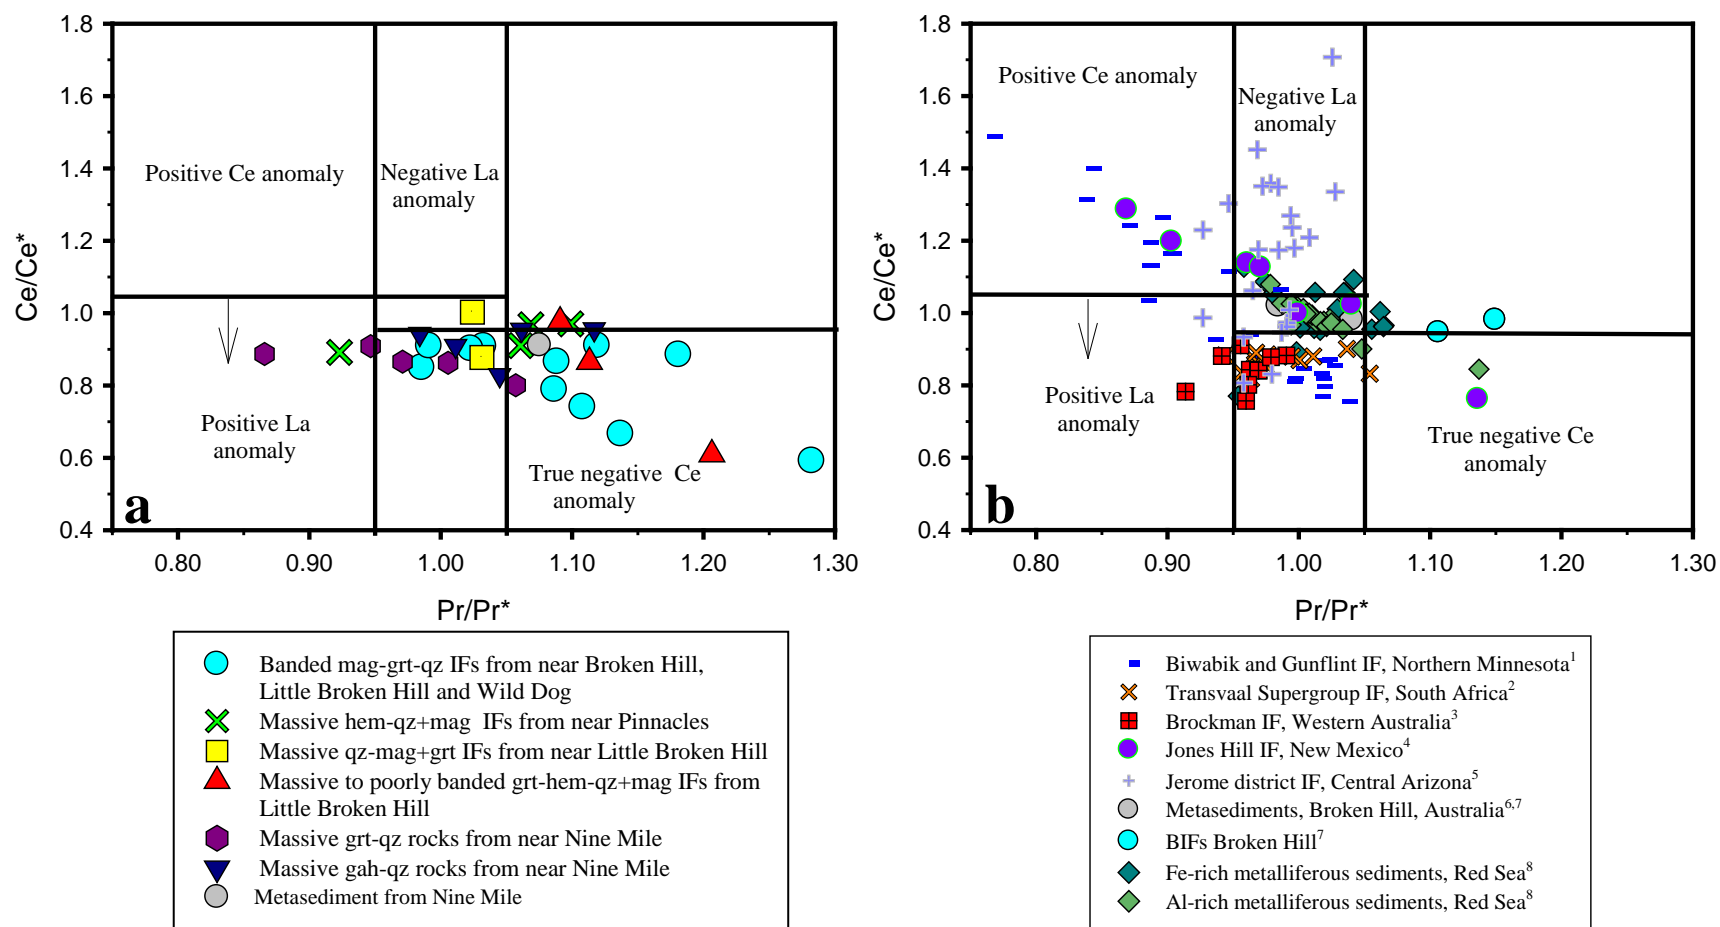 1.8
1.6
1.4
1.2
1.0
0.8
0.6
0.4
Ce/Ce*
Positive Ce anomaly
Negative La
anomaly
Positive La
anomaly
True negative Ce
anomaly
a
0.80
0.90
1.00
1.10
1.20
1.30
Pr/Pr*
Banded mag-grt-qz IFs from near Broken Hill,
Little Broken Hill and Wild Dog
Massive hem-qz+mag IFs from near Pinnacles
Massive qz-mag+grt IFs from near Little Broken Hill
Massive to poorly banded grt-hem-qz+mag IFs from
Little Broken Hill
Massive grt-qz rocks from near Nine Mile
Massive gah-qz rocks from near Nine Mile
Metasediment from Nine Mile
1.8
1.6
1.4
1.2
1.0
0.8
0.6
0.4
Ce/Ce*
Positive Ce anomaly
Negative La
anomaly
Positive La
anomaly
True negative Ce
anomaly
b
0.80
0.90
1.00
1.10
1.20
1.30
Pr/Pr*
Biwabik and Gunflint IF, Northern Minnesota¹
Transvaal Supergroup IF, South Africa²
Brockman IF, Western Australia³
Jones Hill IF, New Mexico⁴
Jerome district IF, Central Arizona⁵
Metasediments, Broken Hill, Australia⁶,⁷
BIFs Broken Hill⁷
Fe-rich metalliferous sediments, Red Sea⁸
Al-rich metalliferous sediments, Red Sea⁸